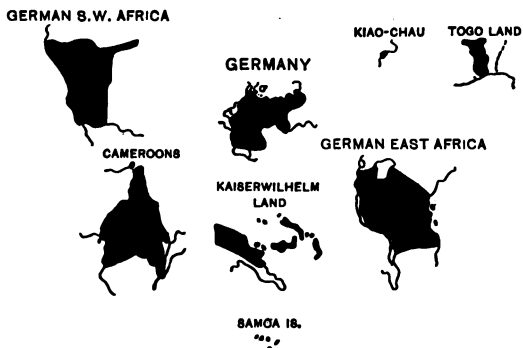 GERMAN S.W. AFRICA
KIAO-CHAU
TOGO LAND
GERMANY
GERMAN EAST AFRICA
CAMEROONS
KAISERWILHELM
LAND
SAMOA IS.